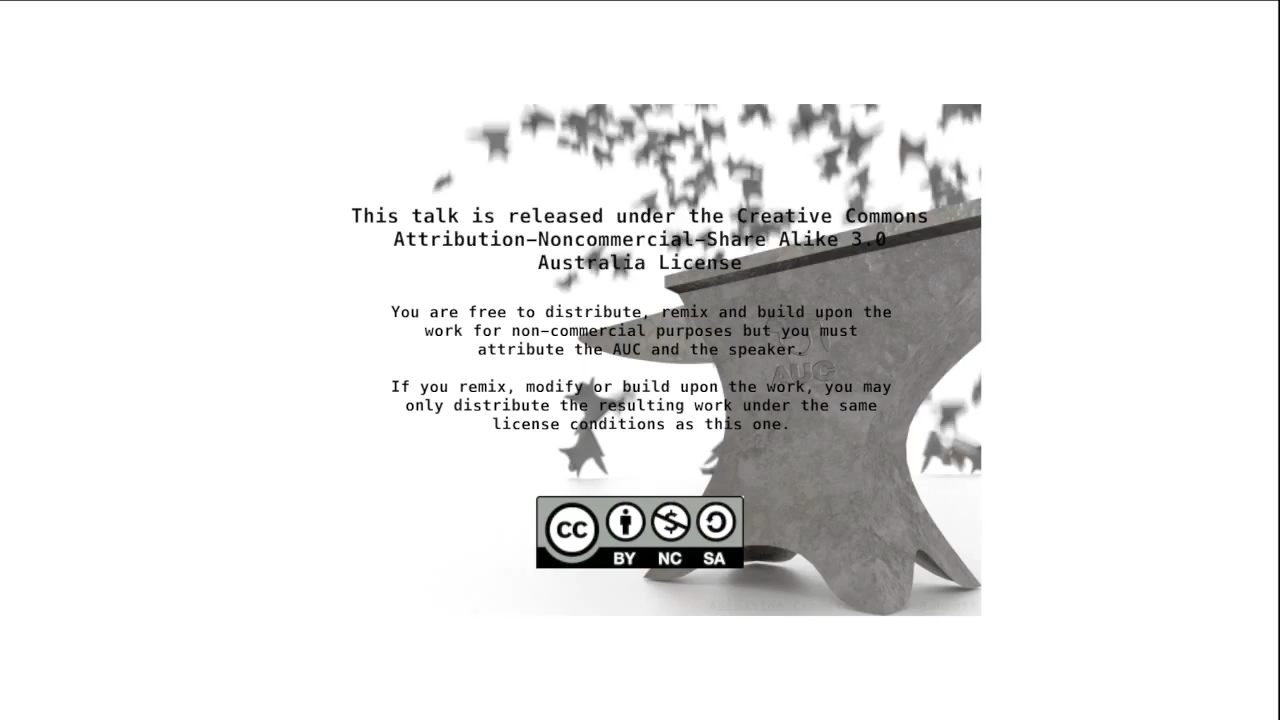 This talk is released under the Creative Commons
Attribution-Noncommercial-Share Alike 3.0
Australia License
You are free to distribute, remix and build upon the
work for non-commercial purposes but you must
attribute the AUC and the speaker.
AUC
If you remix, modify or build upon the work, you may
only distribute the resulting work under the same
license conditions as this one.
CC
BY NC SA